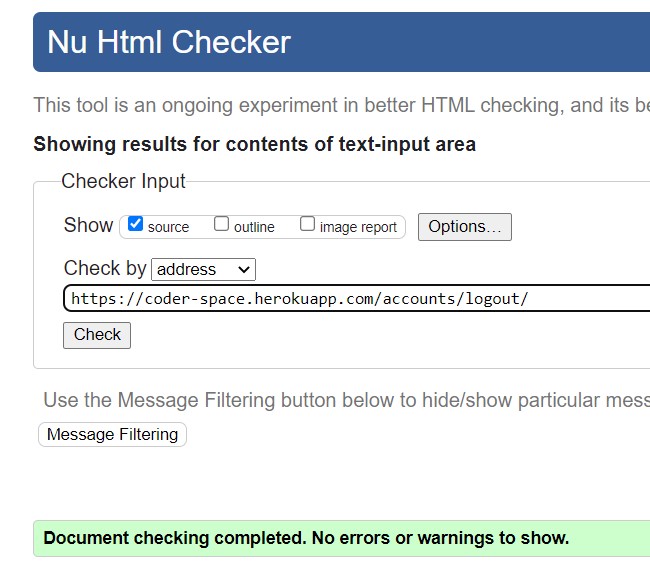 Nu Html Checker
This tool is an ongoing experiment in better HTML checking, and its
Showing results for contents of text-input area
Checker Input
Show source outline image report Options...
Check by address
https://coder-space.herokuapp.com/accounts/logout/
Check
Use the Message Filtering button below to hide/show particular
Message Filtering
Document checking completed. No errors or warnings to show.